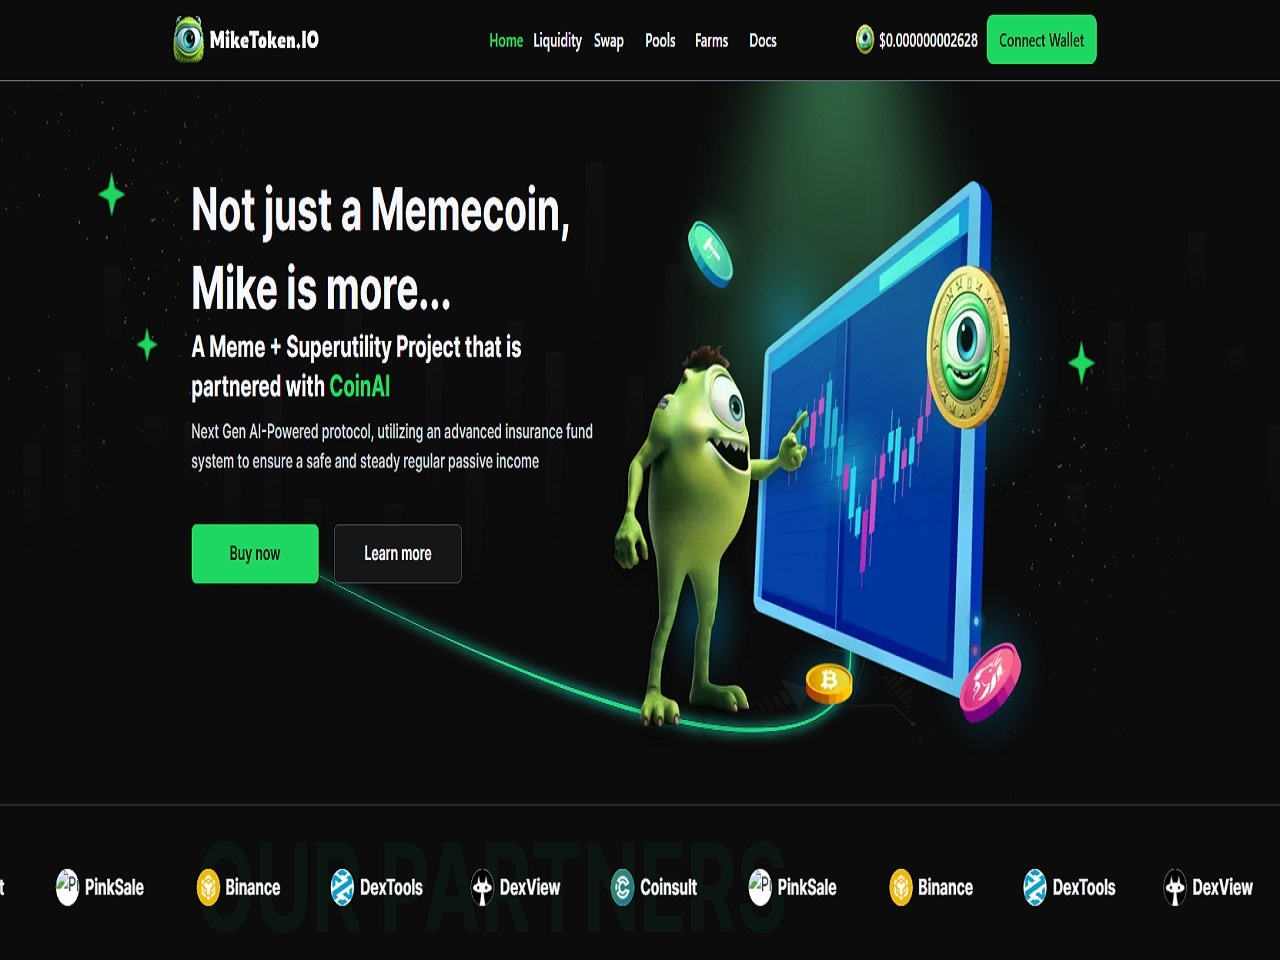 MikeToken.IO
Home Liquidity Swap Pools Farms Docs
$0.000000002628
Connect Wallet
Not just a Memecoin,
Mike is more...
A Meme + Superutility Project that is
partnered with CoinAI
Next Gen AI-Powered protocol, utilizing an advanced insurance fund
system to ensure a safe and steady regular passive income
Buy now
Learn more
OUR PARTNERS
t PinkSale Binance DexTools DexView Coinsult PinkSale Binance DexTools DexView